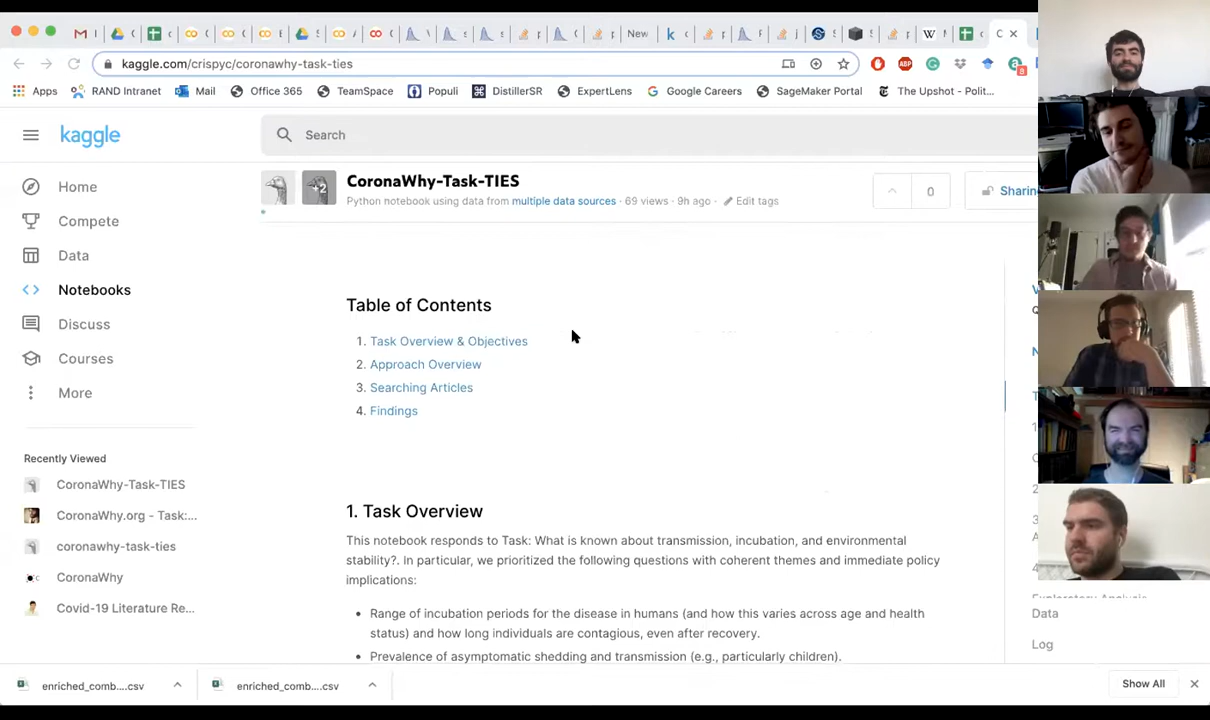 New
kaggle.com/crispyc/coronawhy-task-ties
Apps
RAND Intranet
Mail
Office 365
TeamSpace
Populi
DistillerSR
ExpertLens
Google Careers
SageMaker Portal
The Upshot - Polit...
kaggle
Search
Home
Compete
Data
Notebooks
Discuss
Courses
More
Recently Viewed
CoronaWhy-Task-TIES
CoronaWhy.org - Task:...
coronawhy-task-ties
CoronaWhy
Covid-19 Literature Re...
+2
CoronaWhy-Task-TIES
Python notebook using data from multiple data sources · 69 views · 9h ago · Edit tags
0
Sharin
Table of Contents
1. Task Overview & Objectives
2. Approach Overview
3. Searching Articles
4. Findings
1. Task Overview
This notebook responds to Task: What is known about transmission, incubation, and environmental
stability?. In particular, we prioritized the following questions with coherent themes and immediate policy
implications:
• Range of incubation periods for the disease in humans (and how this varies across age and health
status) and how long individuals are contagious, even after recovery.
• Prevalence of asymptomatic shedding and transmission (e.g., particularly children).
Data
Log
enriched_comb....csv
enriched_comb....csv
Show All